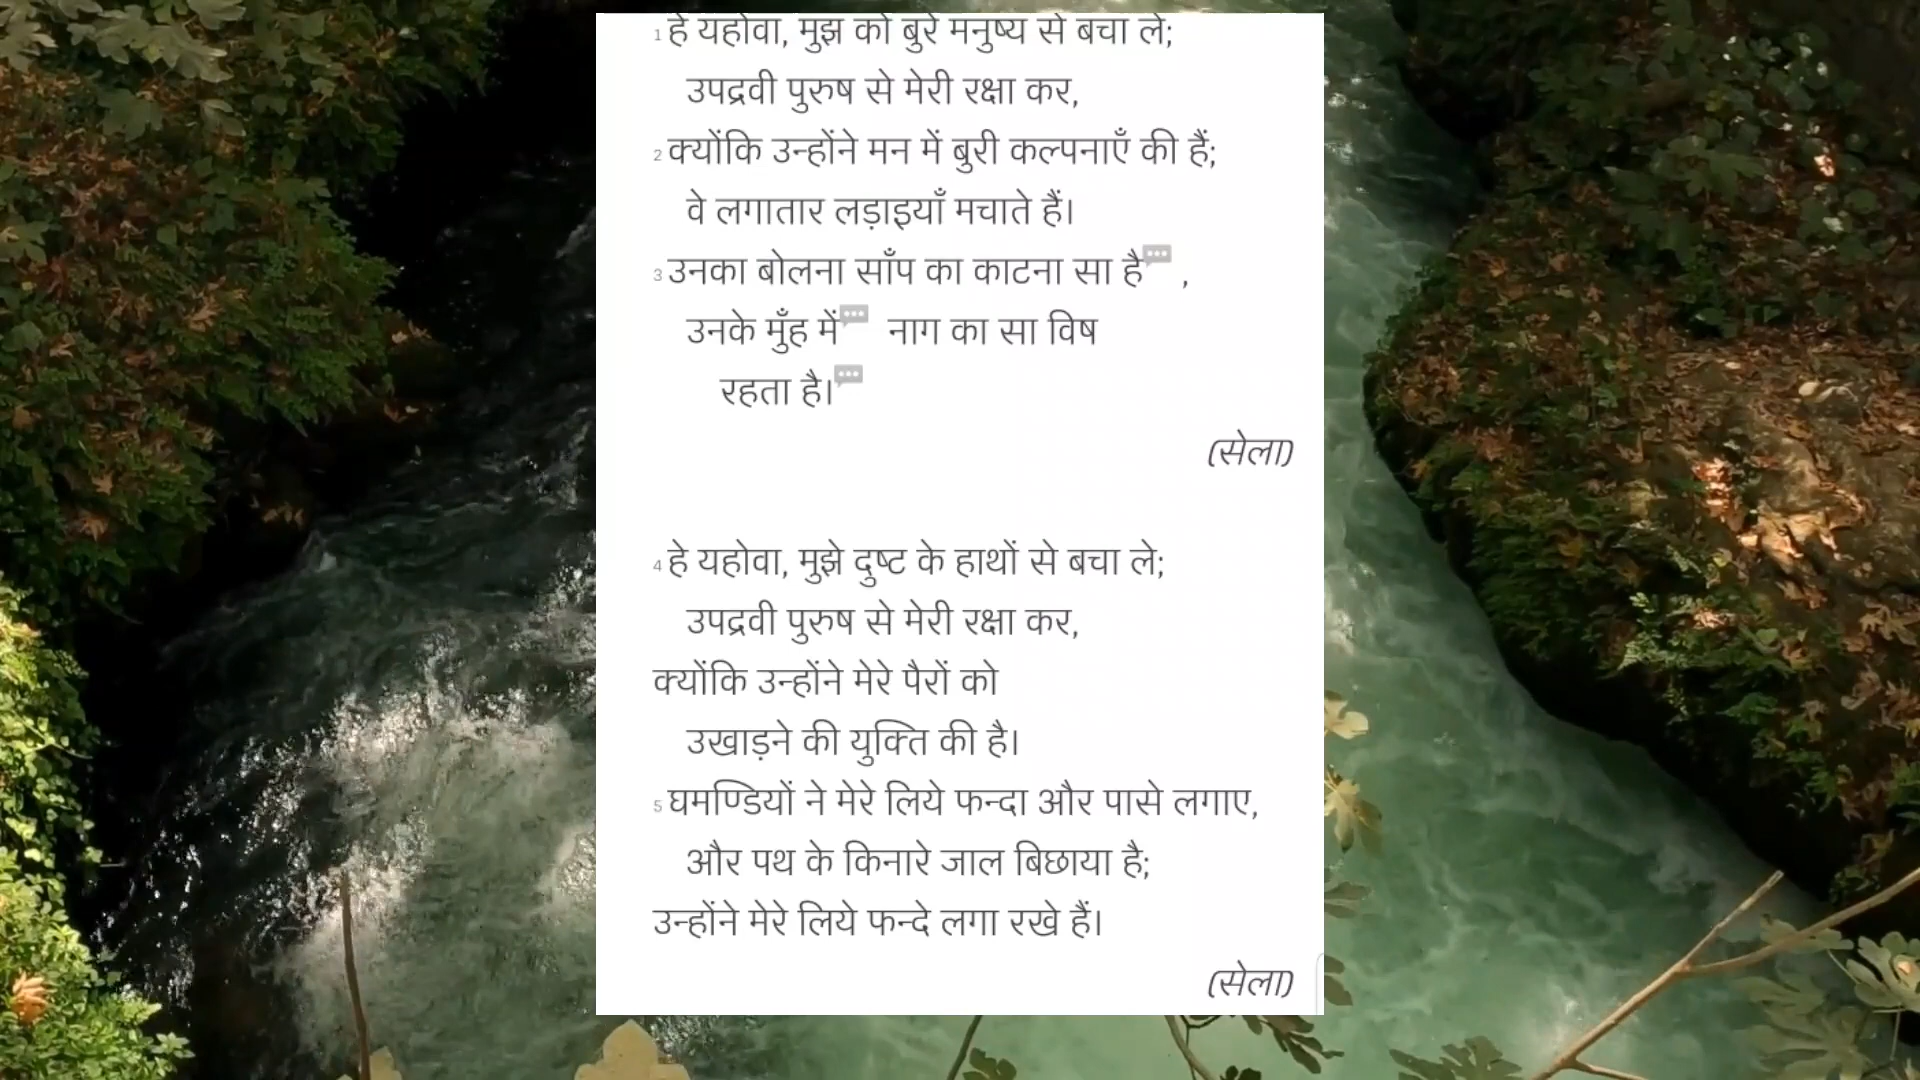 1 हे यहोवा, मुझ को बुरे मनुष्य से बचा ले;
उपद्रवी पुरुष से मेरी रक्षा कर,
2 क्योंकि उन्होंने मन में बुरी कल्पनाएँ की हैं;
वे लगातार लड़ाइयाँ मचाते हैं।
3 उनका बोलना साँप का काटना सा है ,
उनके मुँह में नाग का सा विष
रहता है।
(सेला)
4 हे यहोवा, मुझे दुष्ट के हाथों से बचा ले;
उपद्रवी पुरुष से मेरी रक्षा कर,
क्योंकि उन्होंने मेरे पैरों को
उखाड़ने की युक्ति की है।
5 घमण्डियों ने मेरे लिये फन्दा और पासे लगाए,
और पथ के किनारे जाल बिछाया है;
उन्होंने मेरे लिये फन्दे लगा रखे हैं।
(सेला)